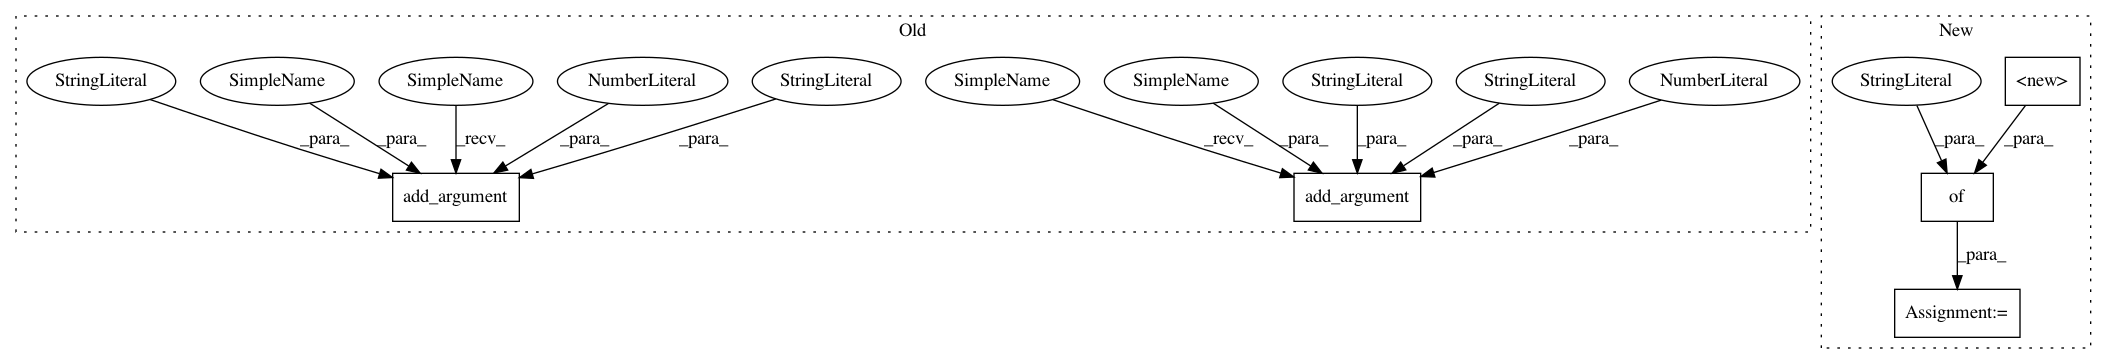 Old
New
StringLiteral SimpleName SimpleName NumberLiteral StringLiteral SimpleName SimpleName StringLiteral StringLiteral NumberLiteral StringLiteral <new>
_para_ _para_ _recv_ _para_ _para_ _recv_ _para_ _para_ _para_ _para_ _para_ _para_
add_argument add_argument of
_para_
Assignment:=